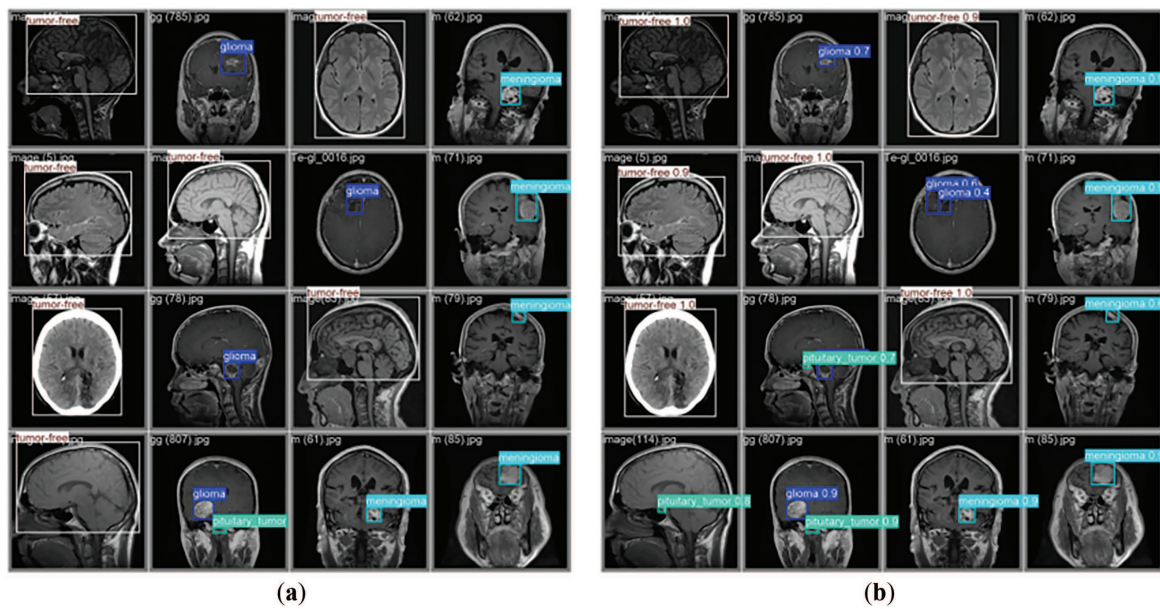 tumor-free
gg (785).jpg
glioma
tumor-free
m (62).jpg
meningioma
image (5).jpg
tumor-free
tumor-free
Te-gl_0016.jpg
glioma
m (71).jpg
meningioma
tumor-free
gg (78).jpg
glioma
tumor-free
m (79).jpg
meningioma
tumor-free
gg (807).jpg
glioma
pituitary_tumor
m (61).jpg
meningioma
m (85).jpg
meningioma
(a)
tumor-free 1.0
gg (785).jpg
glioma 0.7
tumor-free 0.9
m (62).jpg
meningioma
image (5).jpg
tumor-free 0.9
tumor-free 1.0
Te-gl_0016.jpg
glioma
glioma 0.4
m (71).jpg
meningioma
tumor-free 1.0
gg (78).jpg
pituitary_tumor 0.7
tumor-free 1.0
m (79).jpg
meningioma
image(114).jpg
pituitary_tumor 0.8
gg (807).jpg
glioma 0.9
pituitary_tumor 0.9
m (61).jpg
meningioma 0.9
m (85).jpg
meningioma
(b)